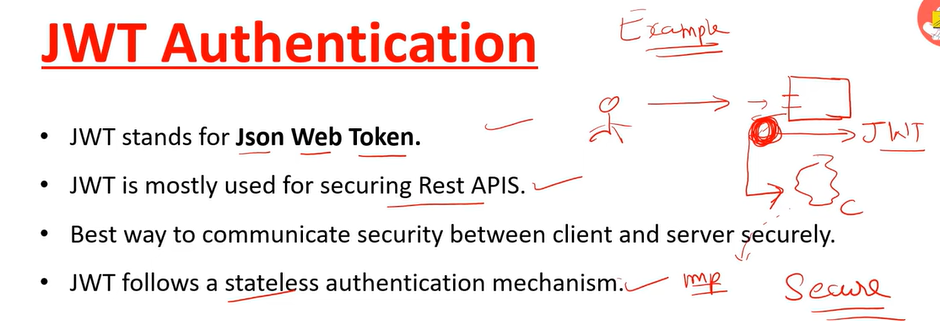 JWT Authentication
Example
• JWT stands for Json Web Token.
JWT
• JWT is mostly used for securing Rest APIS.
C
• Best way to communicate security between client and server securely.
• JWT follows a stateless authentication mechanism.
imp
Secure